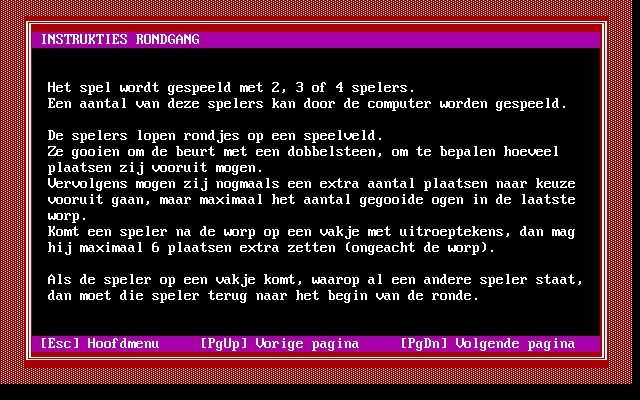 INSTRUKTIES RONDGANG
Het spel wordt gespeeld met 2, 3 of 4 spelers.
Een aantal van deze spelers kan door de computer worden gespeeld.
De spelers lopen rondjes op een speelveld.
Ze gooien om de beurt met een dobbelsteen, om te bepalen hoeveel
plaatsen zij vooruit mogen.
Vervolgens mogen zij nogmaals een extra aantal plaatsen naar keuze
vooruit gaan, maar maximaal het aantal gegooide ogen in de laatste
worp.
Komt een speler na de worp op een vakje met uitroeptekens, dan mag
hij maximaal 6 plaatsen extra zetten (ongeacht de worp).
Als de speler op een vakje komt, waarop al een andere speler staat,
dan moet die speler terug naar het begin van de ronde.
[Esc] Hoofdmenu [PgUp] Vorige pagina [PgDn] Volgende pagina